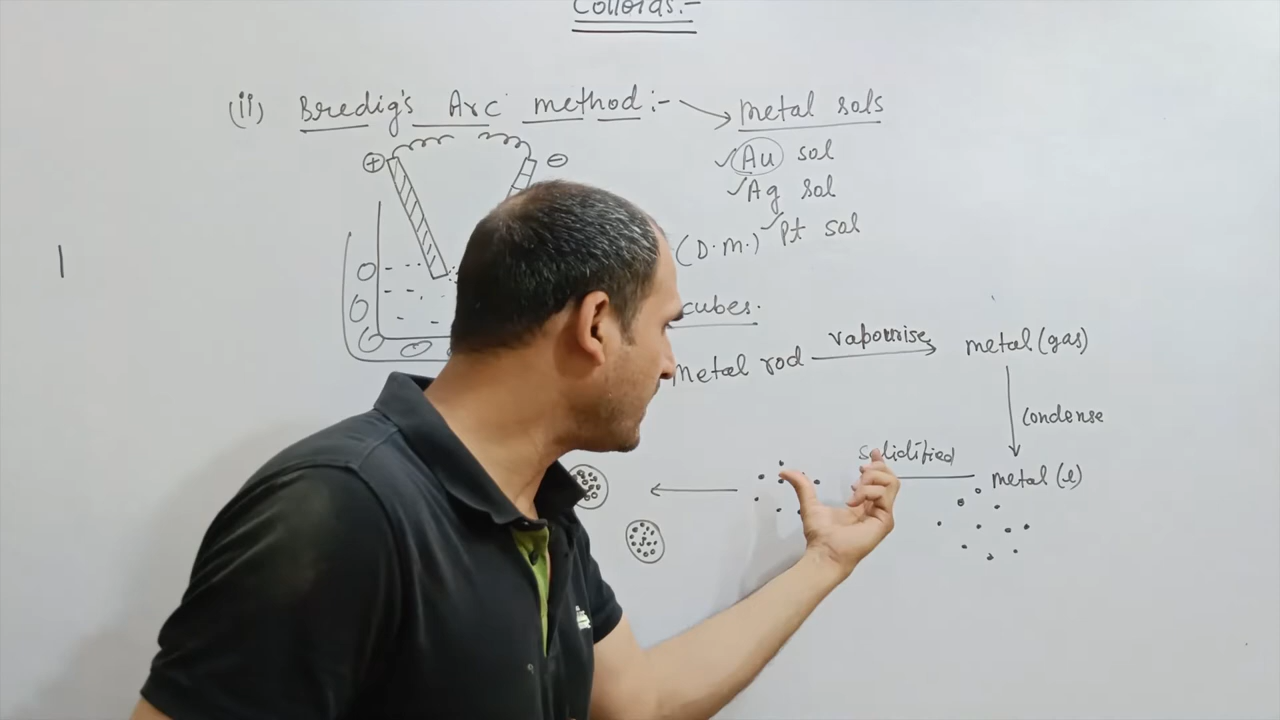 Colloids:-
(ii) Bredig's Arc method:- → metal sols
✓ Au sol
✓ Ag sol
(D.M.) ✓ Pt sol
+ -
cubes.
Metal rod vapourise → metal (gas)
Condense
solidified metal (l)